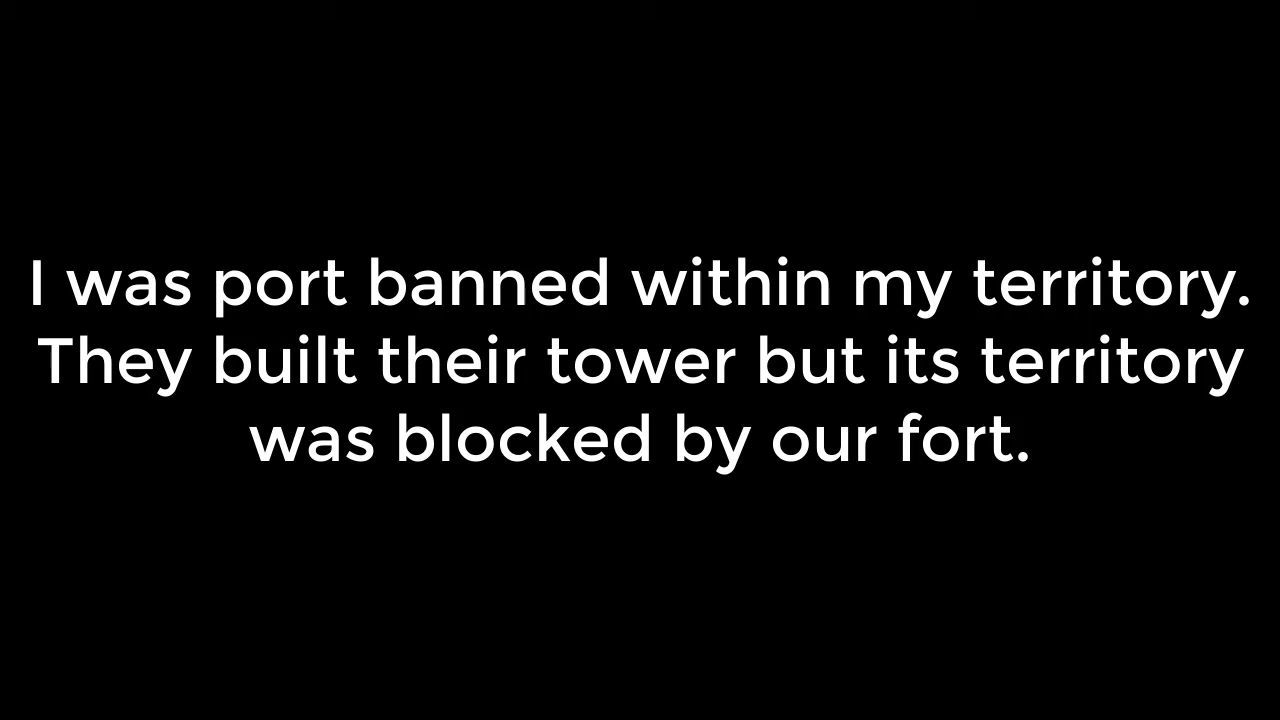 I was port banned within my territory.
They built their tower but its territory
was blocked by our fort.